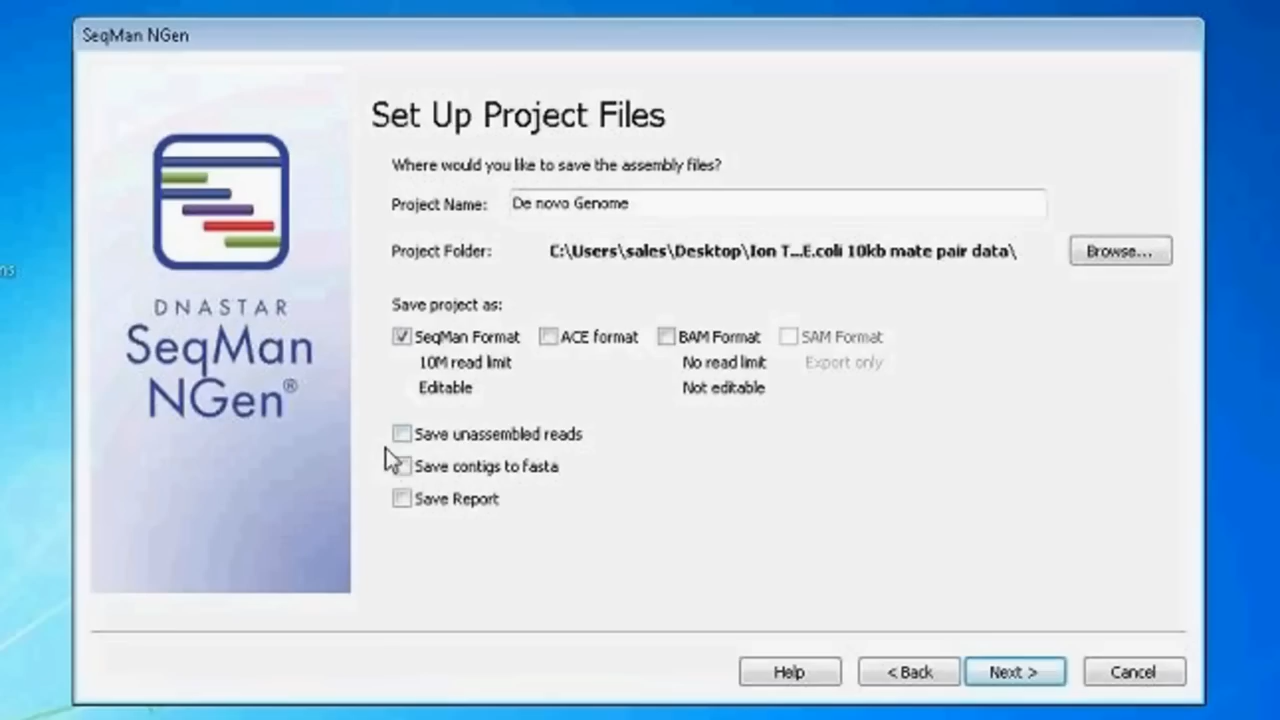 SeqMan NGen
Set Up Project Files
Where would you like to save the assembly files?
Project Name: De novo Genome
Project Folder: C:\Users\sales\Desktop\Ion T...E.coli 10kb mate pair data\ Browse...
Save project as:
SeqMan Format ACE format BAM Format SAM Format
10M read limit No read limit Export only
Editable Not editable
Save unassembled reads
Save contigs to fasta
Save Report
DNASTAR
SeqMan
NGen®
Help < Back Next > Cancel